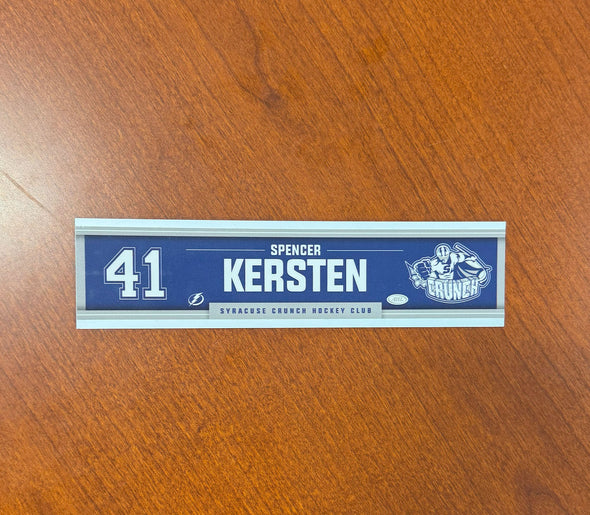 41
SPENCER
KERSTEN
CRUNCH
SYRACUSE CRUNCH HOCKEY CLUB